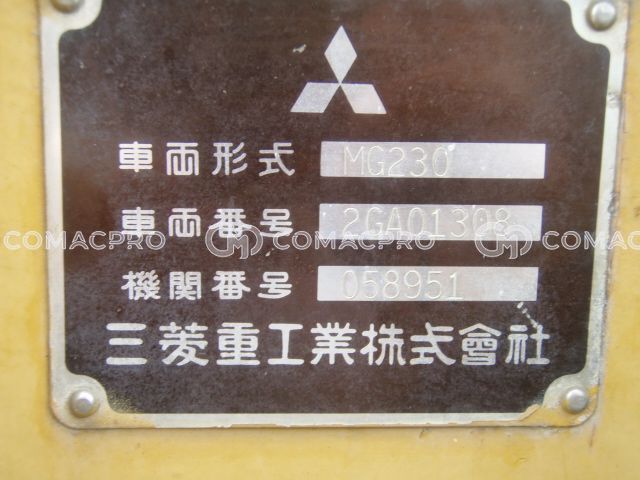 車両形式 MG230
車両番号 2GA01308
COMACPRO COMACPRO COMACPRO
機関番号 058951
三菱重工業株式會社